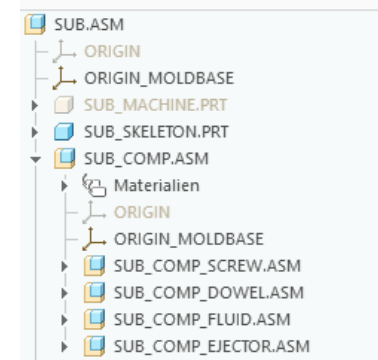 SUB.ASM
ORIGIN
ORIGIN_MOLDBASE
SUB_MACHINE.PRT
SUB_SKELETON.PRT
SUB_COMP.ASM
Materialien
ORIGIN
ORIGIN_MOLDBASE
SUB_COMP_SCREW.ASM
SUB_COMP_DOWEL.ASM
SUB_COMP_FLUID.ASM
SUB_COMP_EJECTOR.ASM